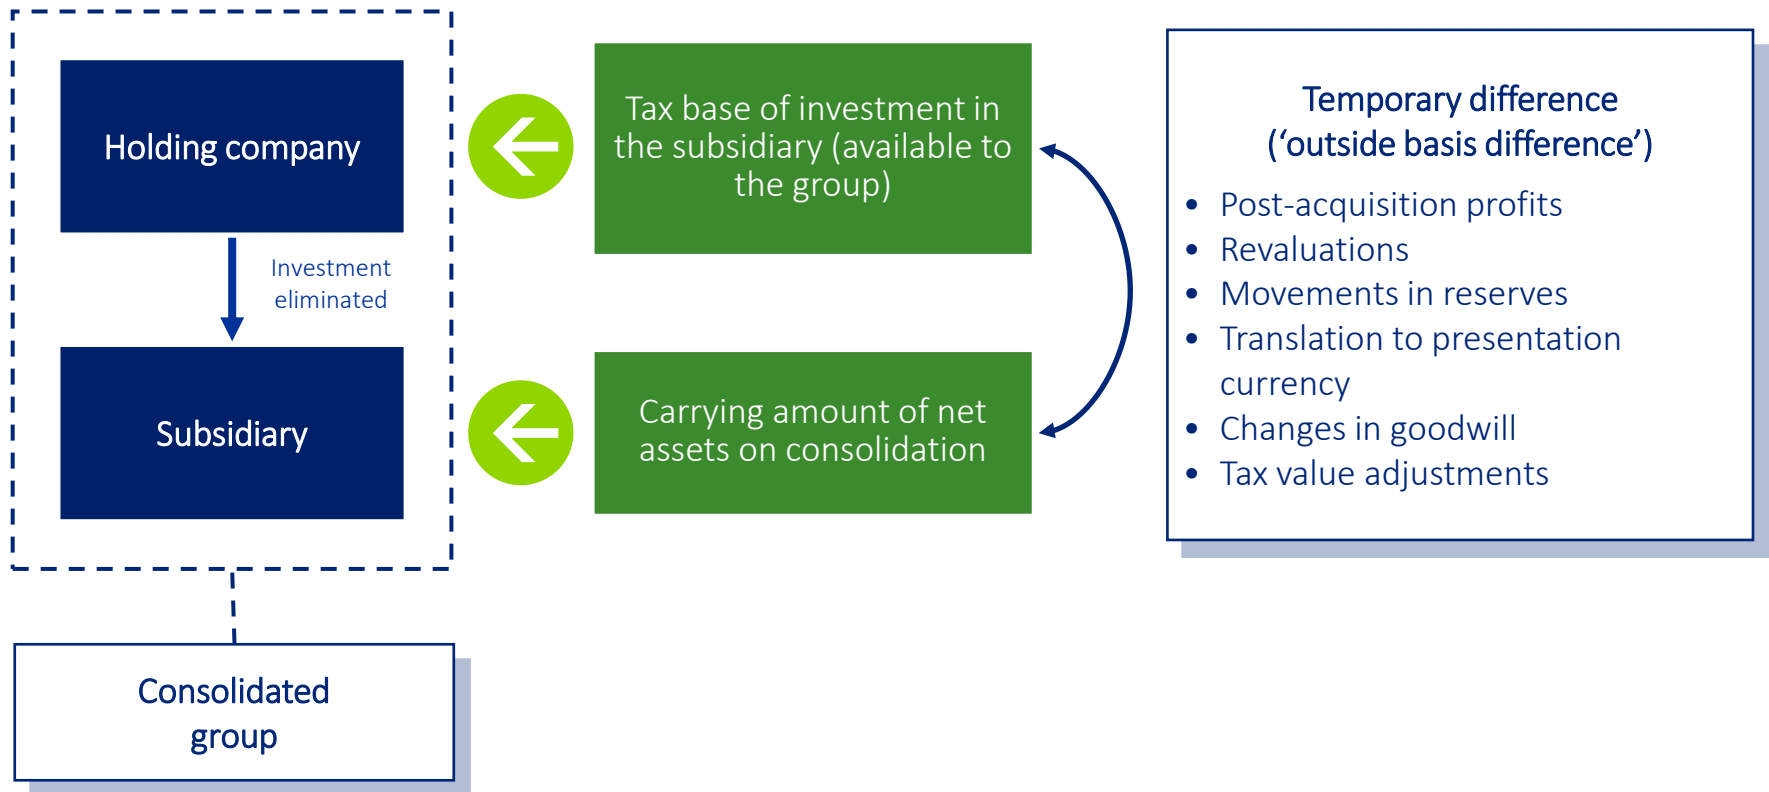 Holding company
Investment
eliminated
Subsidiary
Consolidated
group
Tax base of investment in
the subsidiary (available to
the group)
Carrying amount of net
assets on consolidation
Temporary difference
(‘outside basis difference’)
• Post-acquisition profits
• Revaluations
• Movements in reserves
• Translation to presentation
currency
• Changes in goodwill
• Tax value adjustments